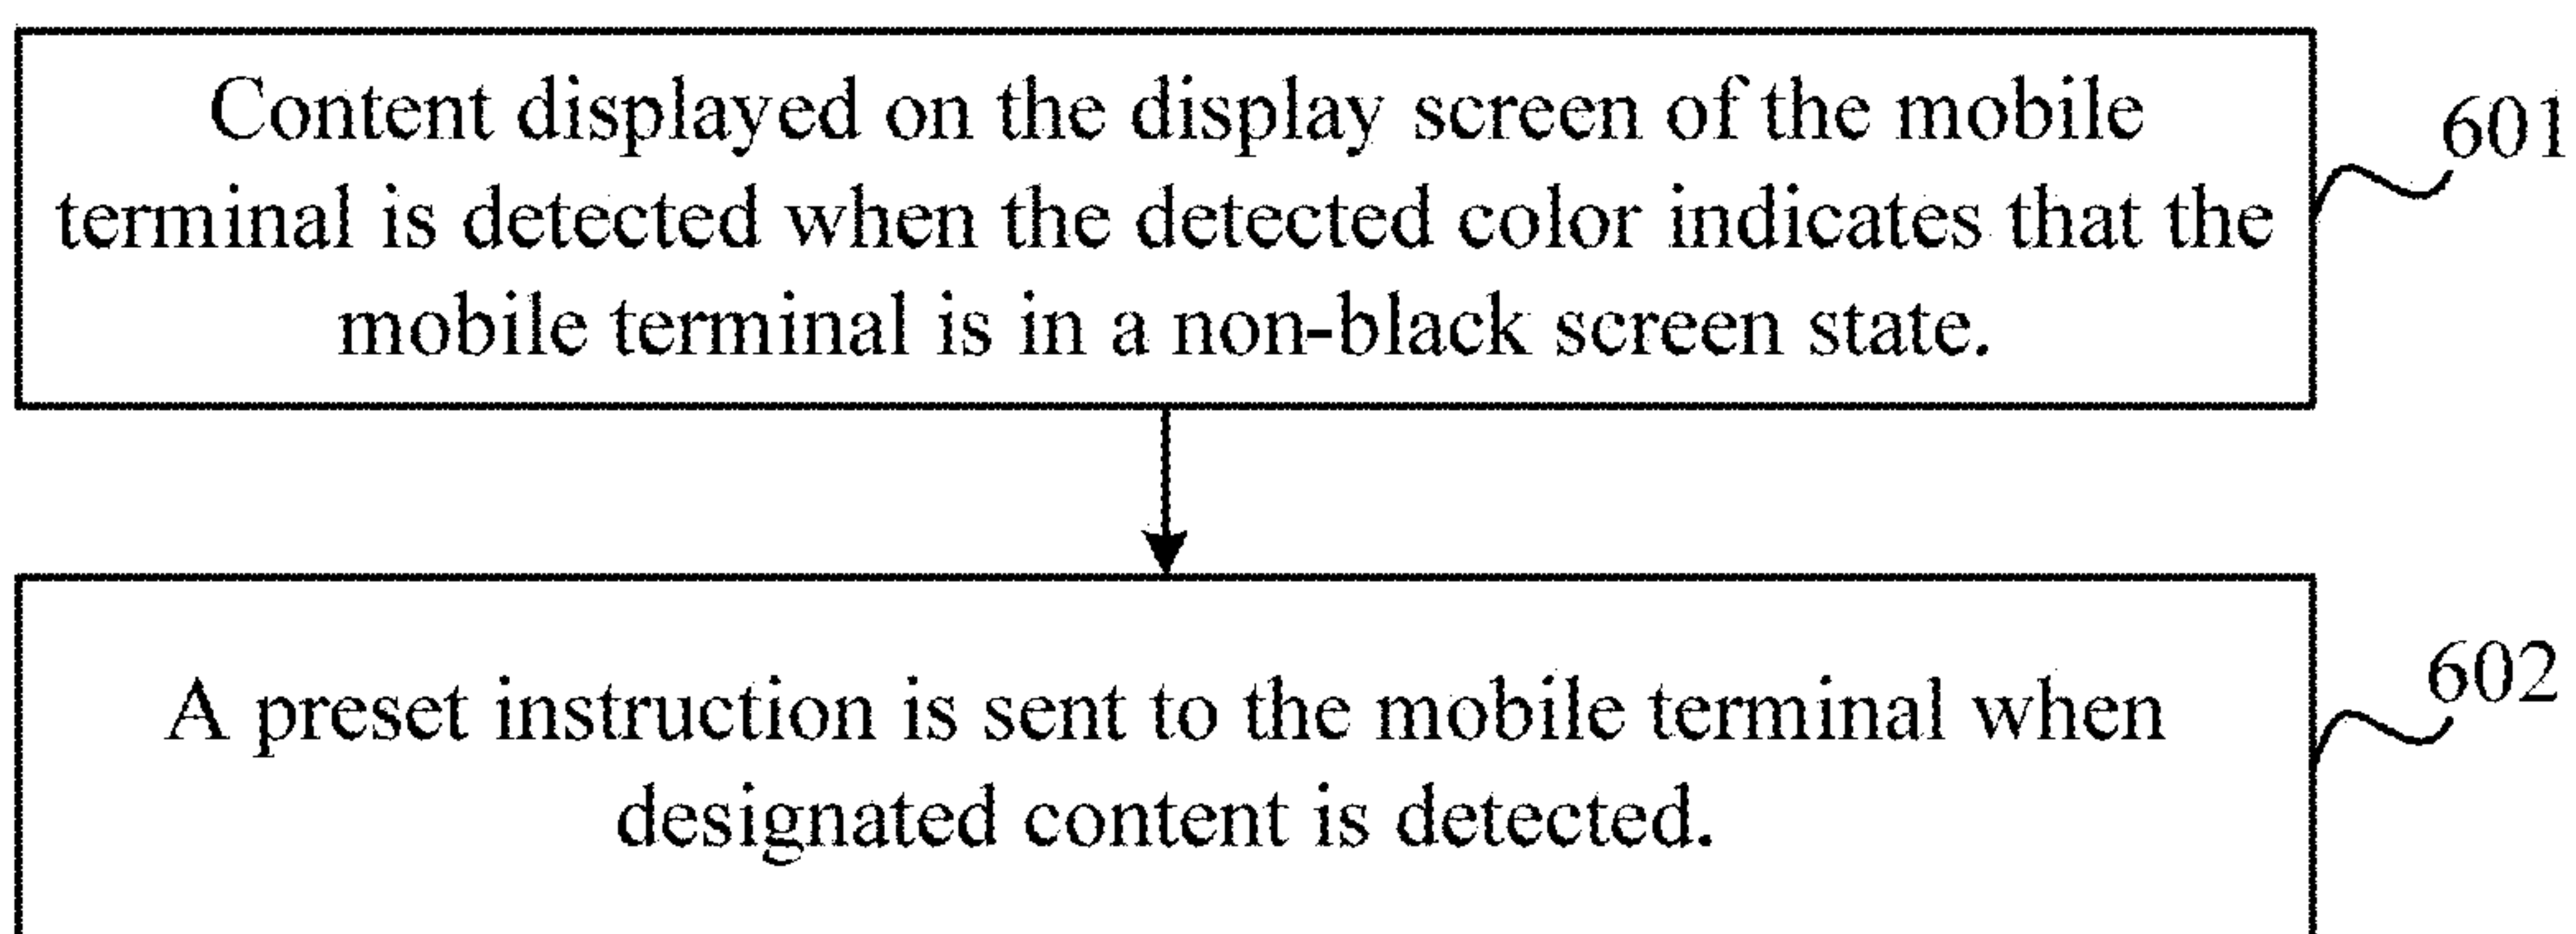 Content displayed on the display screen of the mobile
terminal is detected when the detected color indicates that the
mobile terminal is in a non-black screen state.
601
A preset instruction is sent to the mobile terminal when
designated content is detected.
602